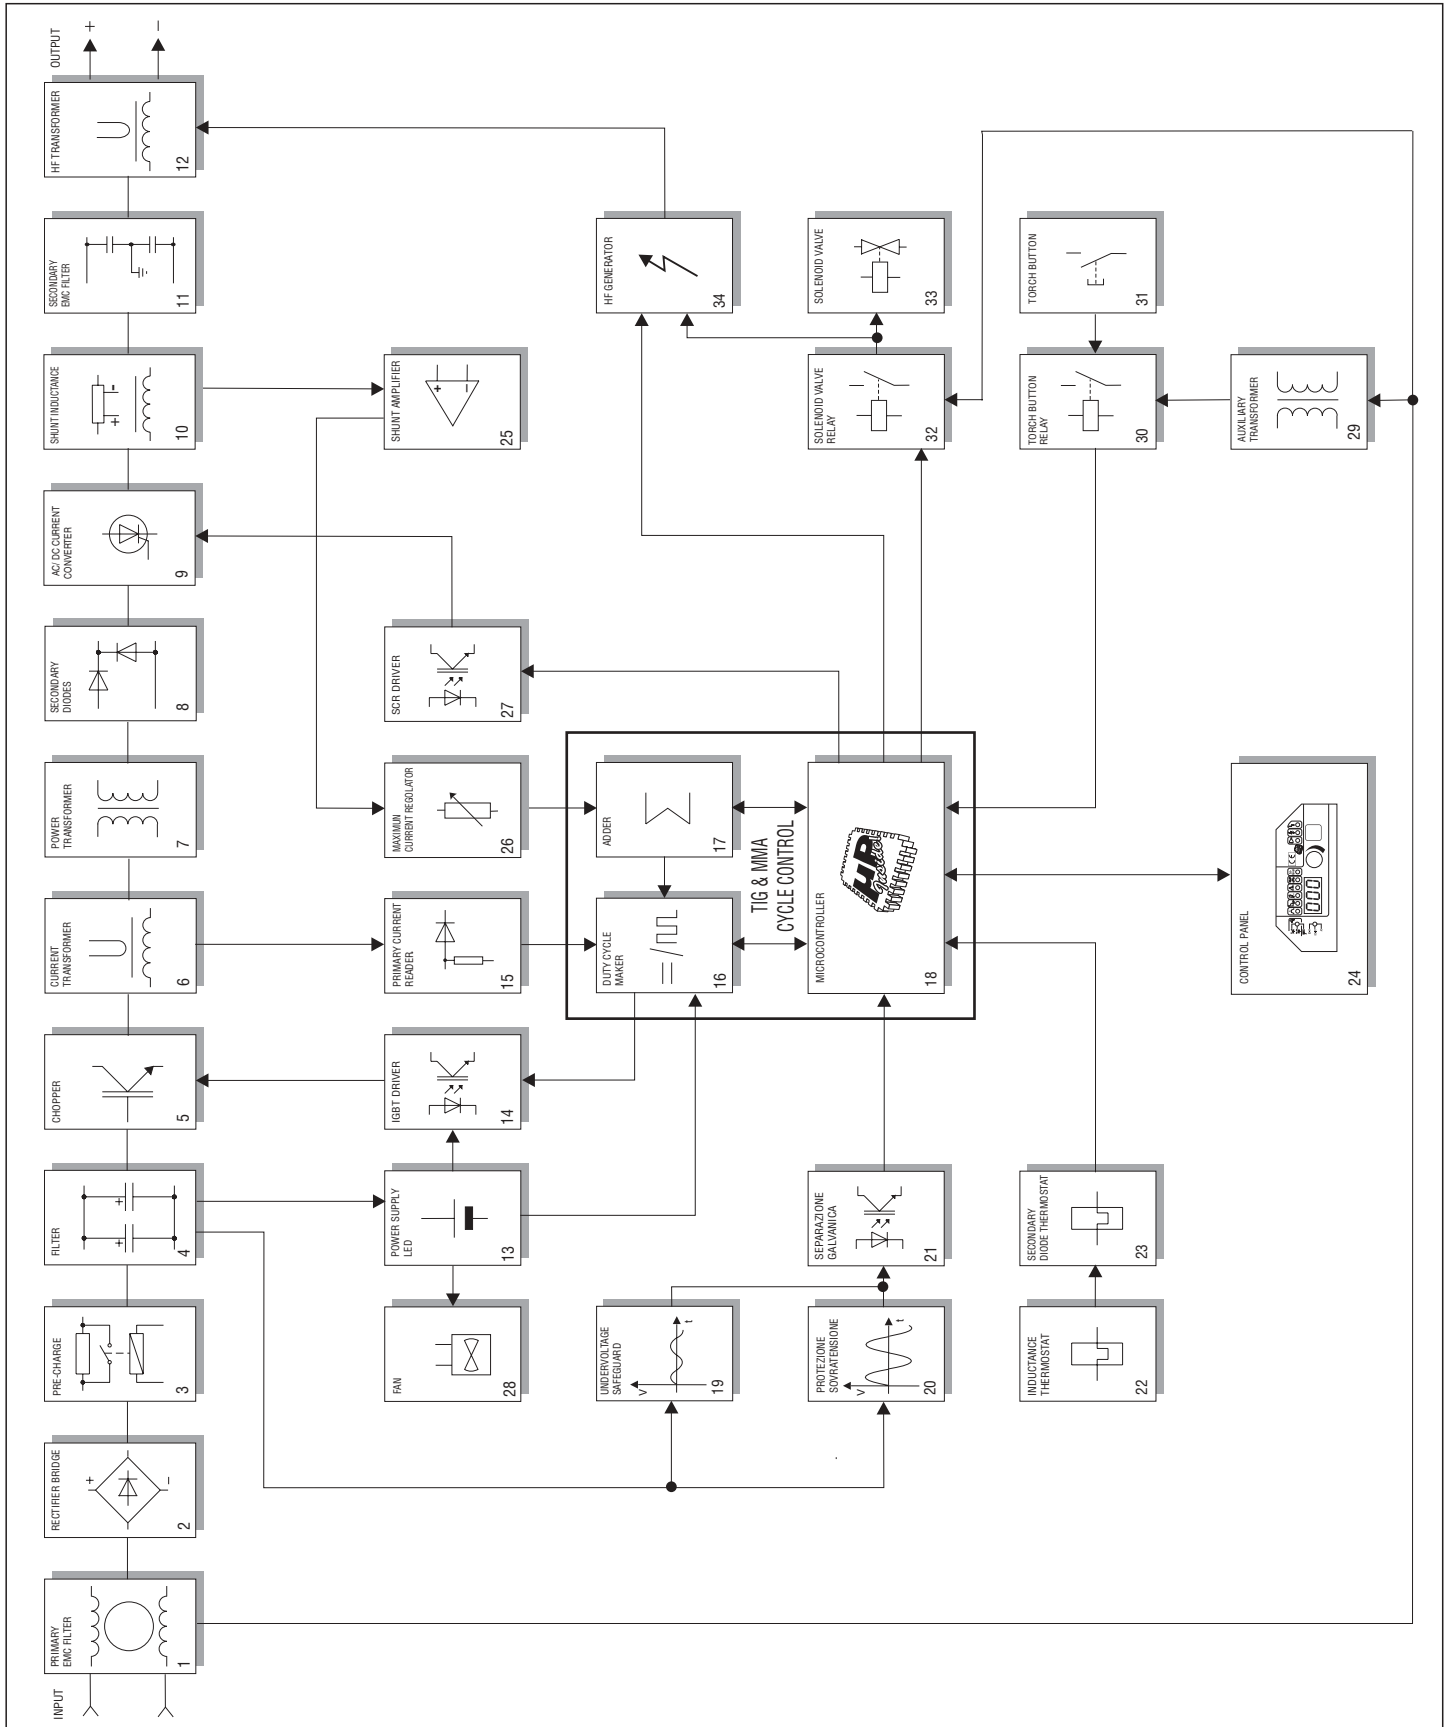 INPUT
PRIMARY
EMC FILTER
1
RECTIFIER BRIDGE
+
−
2
PRE-CHARGE
3
FILTER
+
+
4
CHOPPER
5
CURRENT
TRANSFORMER
6
POWER
TRANSFORMER
7
SECONDARY
DIODES
8
AC/ DC CURRENT
CONVERTER
9
SHUNT INDUCTANCE
+
-
10
SECONDARY
EMC FILTER
11
HF TRANSFORMER
12
OUTPUT
+
−
FAN
28
POWER SUPPLY
LED
13
IGBT DRIVER
14
PRIMARY CURRENT
READER
15
MAXIMUN
CURRENT REGOLATOR
26
SCR DRIVER
27
SHUNT AMPLIFIER
+
−
25
UNDERVOLTAGE
SAFEGUARD
V
t
19
DUTY CYCLE
MAKER
16
ADDER
17
HF GENERATOR
34
TIG & MMA
CYCLE CONTROL
PROTEZIONE
SOVRATENSIONE
V
t
20
SEPARAZIONE
GALVANICA
21
MICROCONTROLLER
µP
Inside
18
SOLENOID VALVE
RELAY
32
SOLENOID VALVE
33
INDUCTANCE
THERMOSTAT
22
SECONDARY
DIODE THERMOSTAT
23
TORCH BUTTON
RELAY
30
TORCH BUTTON
31
CONTROL PANEL
000
24
AUXILIARY
TRANSFORMER
29